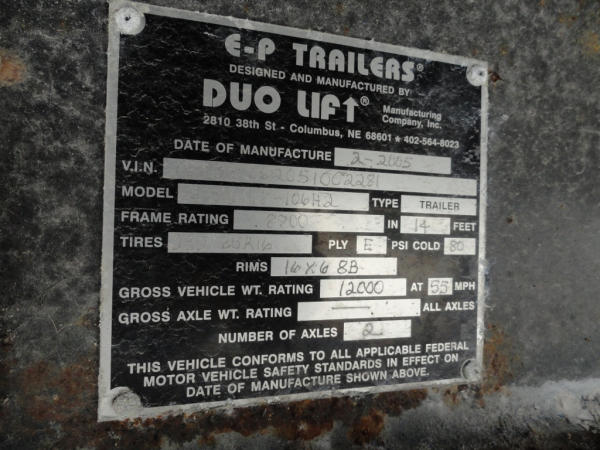 E-P TRAILERS®
DESIGNED AND MANUFACTURED BY
DUO LIFT® Manufacturing Company, Inc.
2810 38th St - Columbus, NE 68601 ★ 402-564-8023
DATE OF MANUFACTURE 2-2005
V.I.N.
MODEL 106H2 TYPE TRAILER
FRAME RATING IN 14 FEET
TIRES PLY E PSI COLD 80
RIMS 16x6 8B
GROSS VEHICLE WT. RATING 12000 AT 55 MPH
GROSS AXLE WT. RATING — ALL AXLES
NUMBER OF AXLES 2
THIS VEHICLE CONFORMS TO ALL APPLICABLE FEDERAL
MOTOR VEHICLE SAFETY STANDARDS IN EFFECT ON
DATE OF MANUFACTURE SHOWN ABOVE.